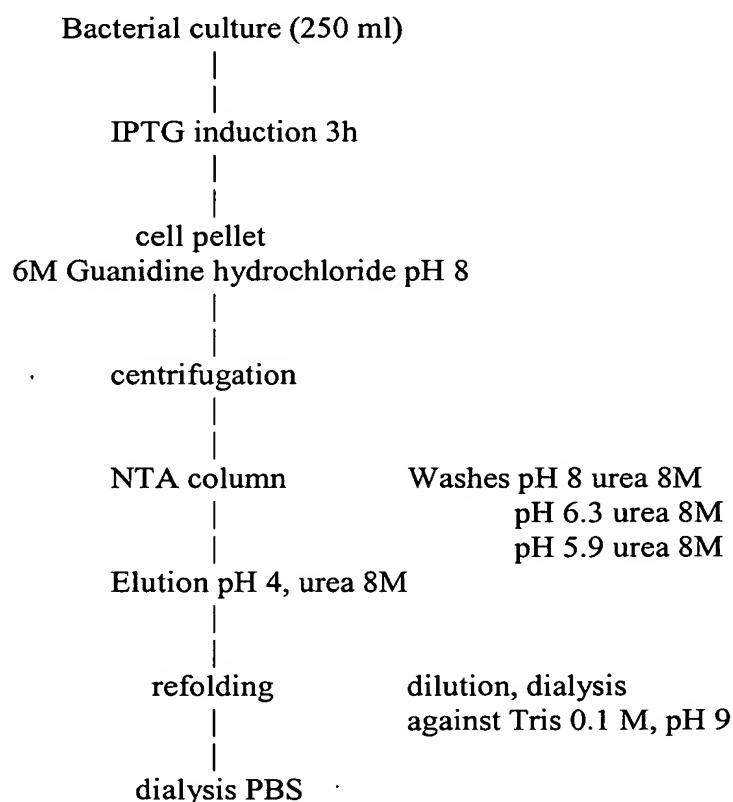 Bacterial culture (250 ml)
IPTG induction 3h
cell pellet
6M Guanidine hydrochloride pH 8
centrifugation
NTA column Washes pH 8 urea 8M
pH 6.3 urea 8M
pH 5.9 urea 8M
Elution pH 4, urea 8M
refolding dilution, dialysis
against Tris 0.1 M, pH 9
dialysis PBS